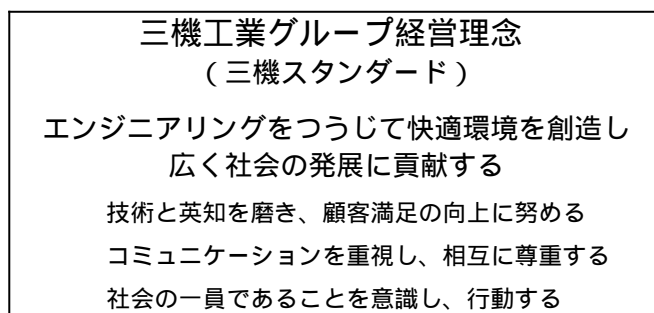 三機工業グループ経営理念
（三機スタンダード）
エンジニアリングをつうじて快適環境を創造し
広く社会の発展に貢献する
技術と英知を磨き、顧客満足の向上に努める
コミュニケーションを重視し、相互に尊重する
社会の一員であることを意識し、行動する